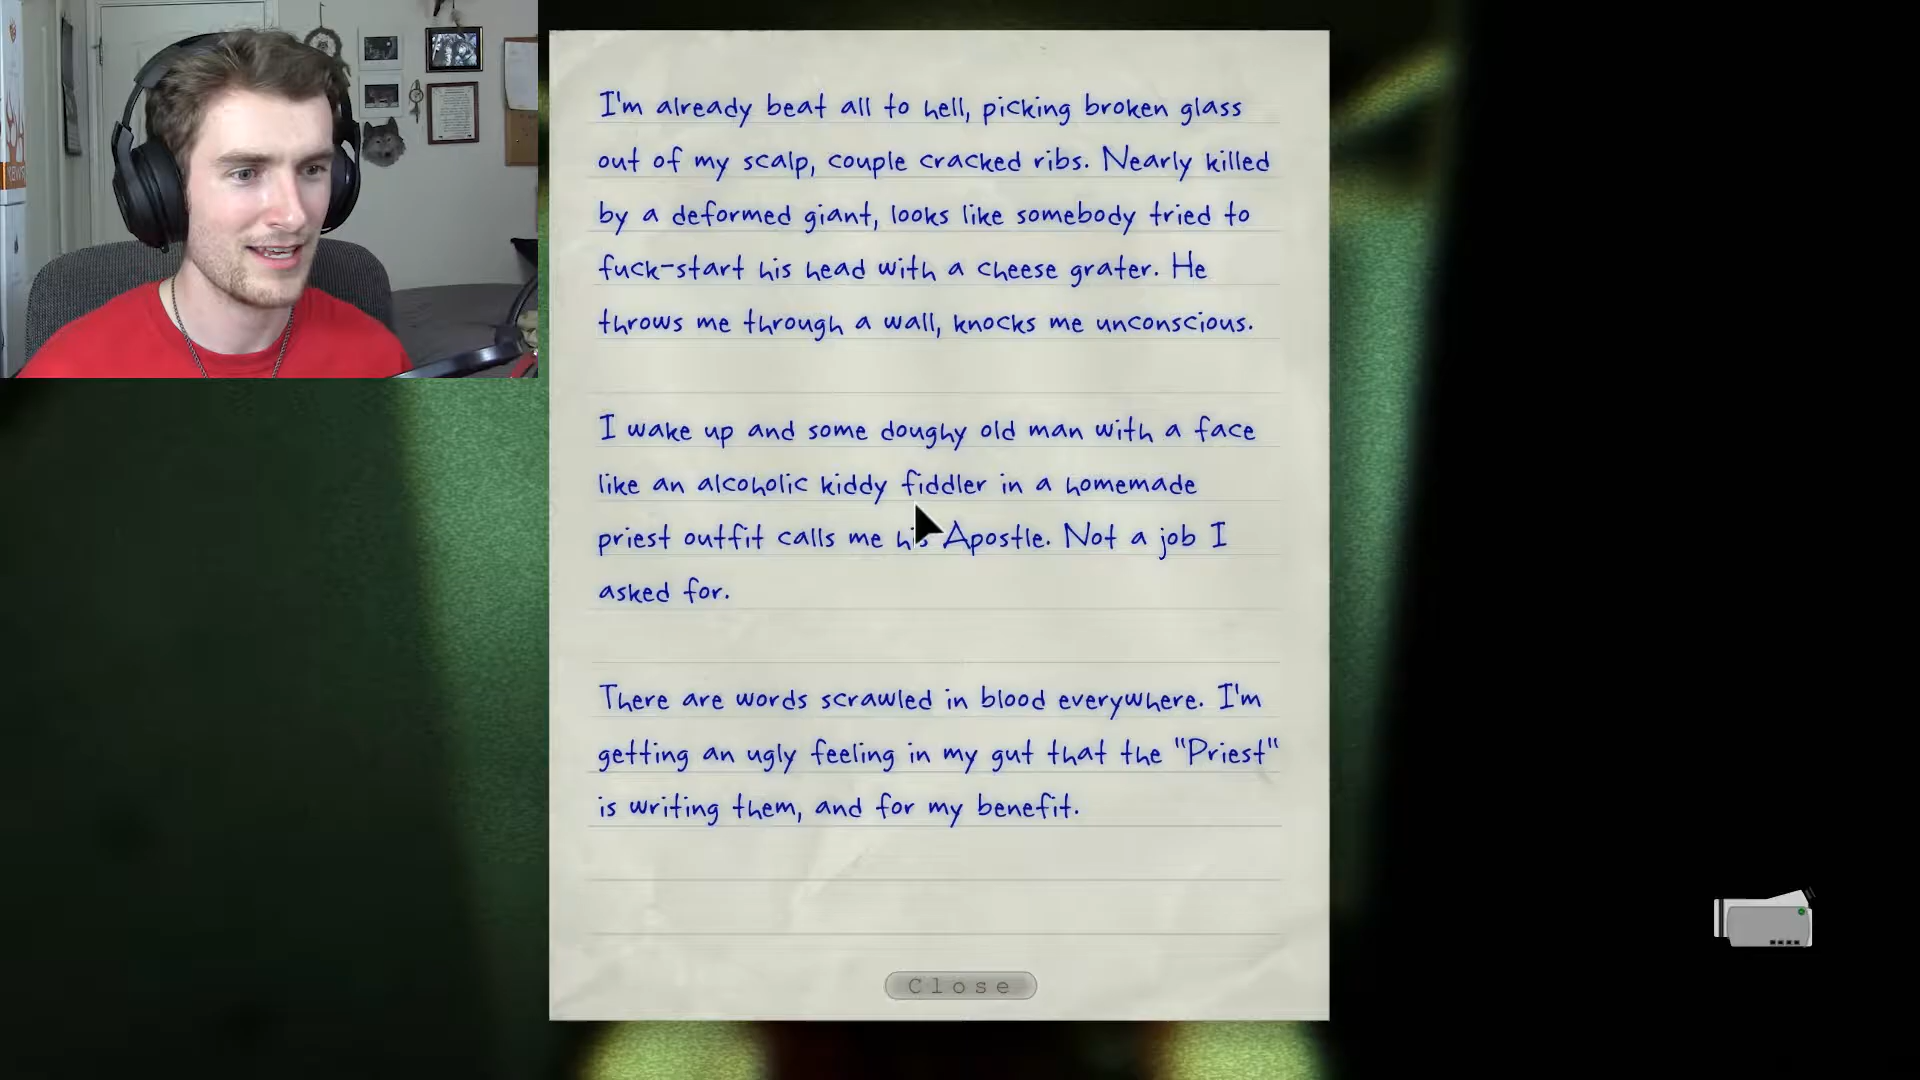 I'm already beat all to hell, picking broken glass
out of my scalp, couple cracked ribs. Nearly killed
by a deformed giant, looks like somebody tried to
fuck-start his head with a cheese grater. He
throws me through a wall, knocks me unconscious.
I wake up and some doughy old man with a face
like an alcoholic kiddy fiddler in a homemade
priest outfit calls me his Apostle. Not a job I
asked for.
There are words scrawled in blood everywhere. I'm
getting an ugly feeling in my gut that the "Priest"
is writing them, and for my benefit.
Close